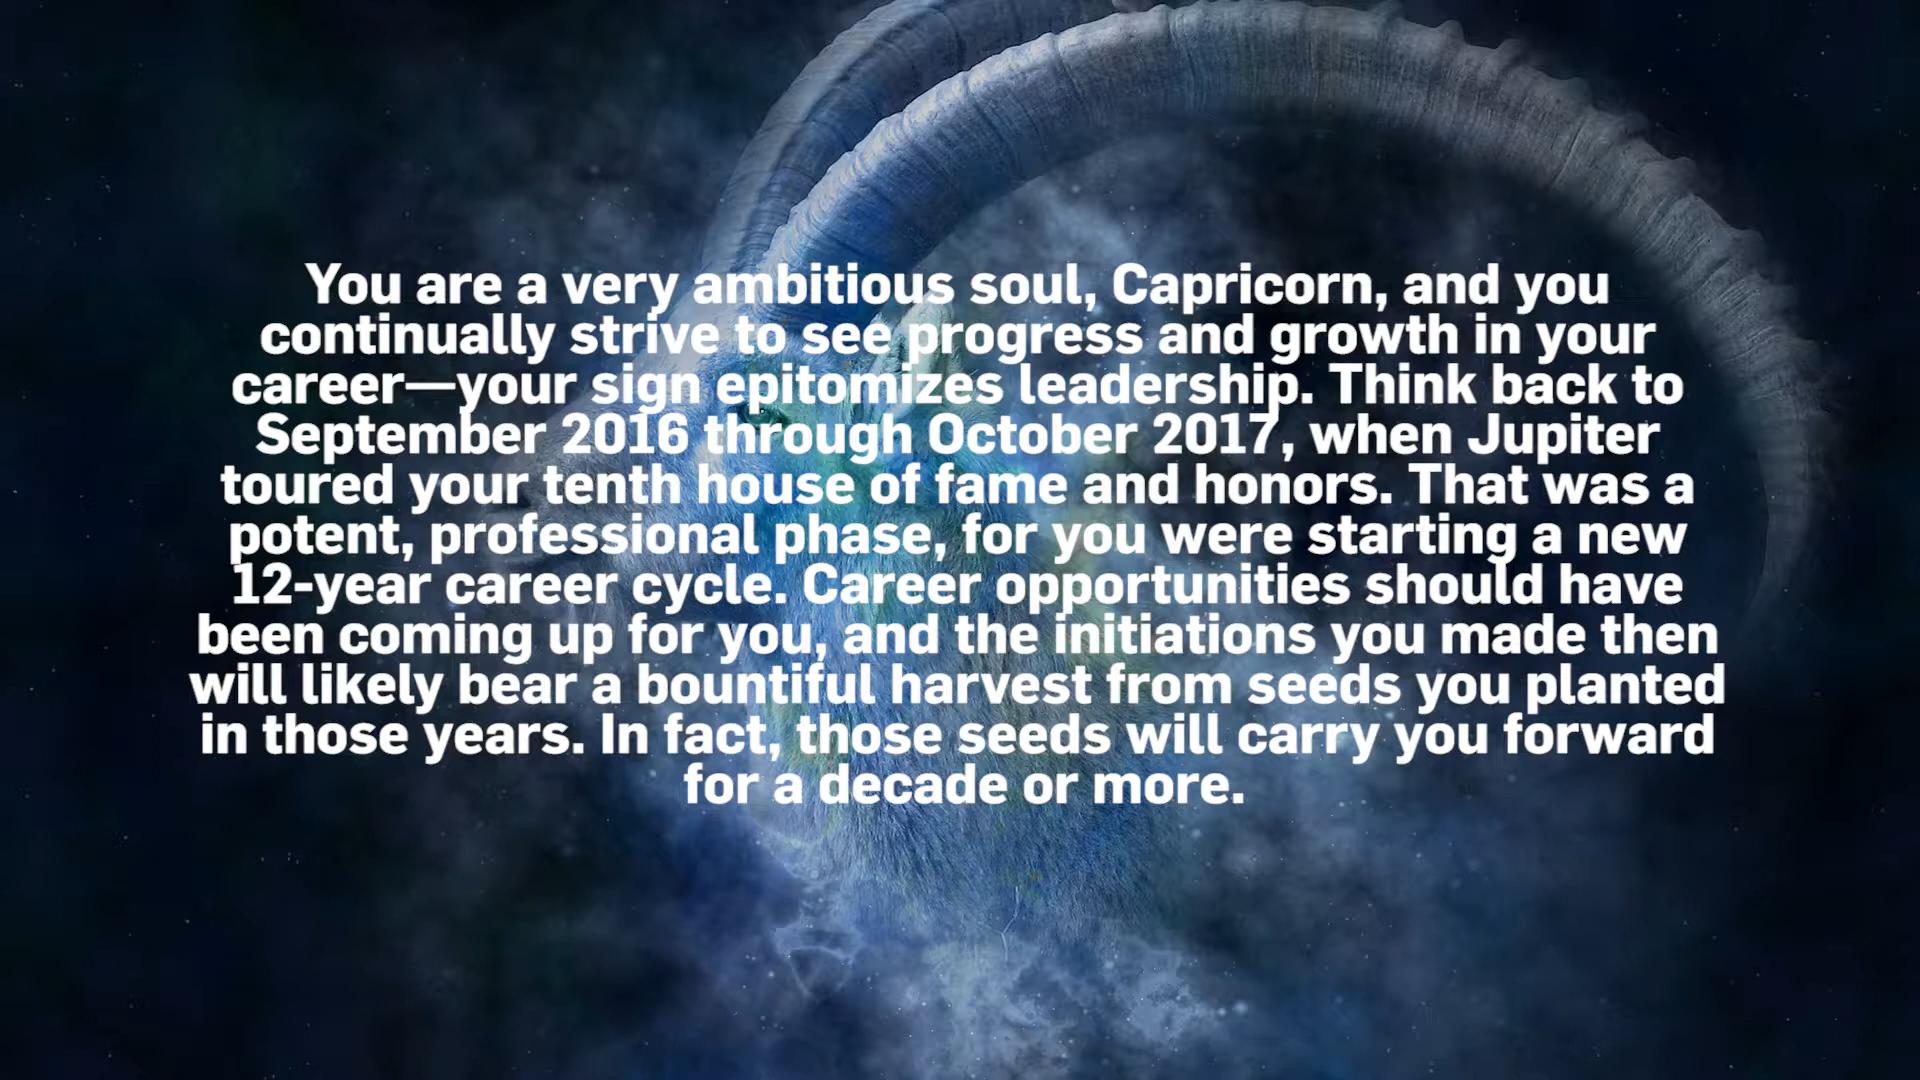 You are a very ambitious soul, Capricorn, and you
continually strive to see progress and growth in your
career—your sign epitomizes leadership. Think back to
September 2016 through October 2017, when Jupiter
toured your tenth house of fame and honors. That was a
potent, professional phase, for you were starting a new
12-year career cycle. Career opportunities should have
been coming up for you, and the initiations you made then
will likely bear a bountiful harvest from seeds you planted
in those years. In fact, those seeds will carry you forward
for a decade or more.